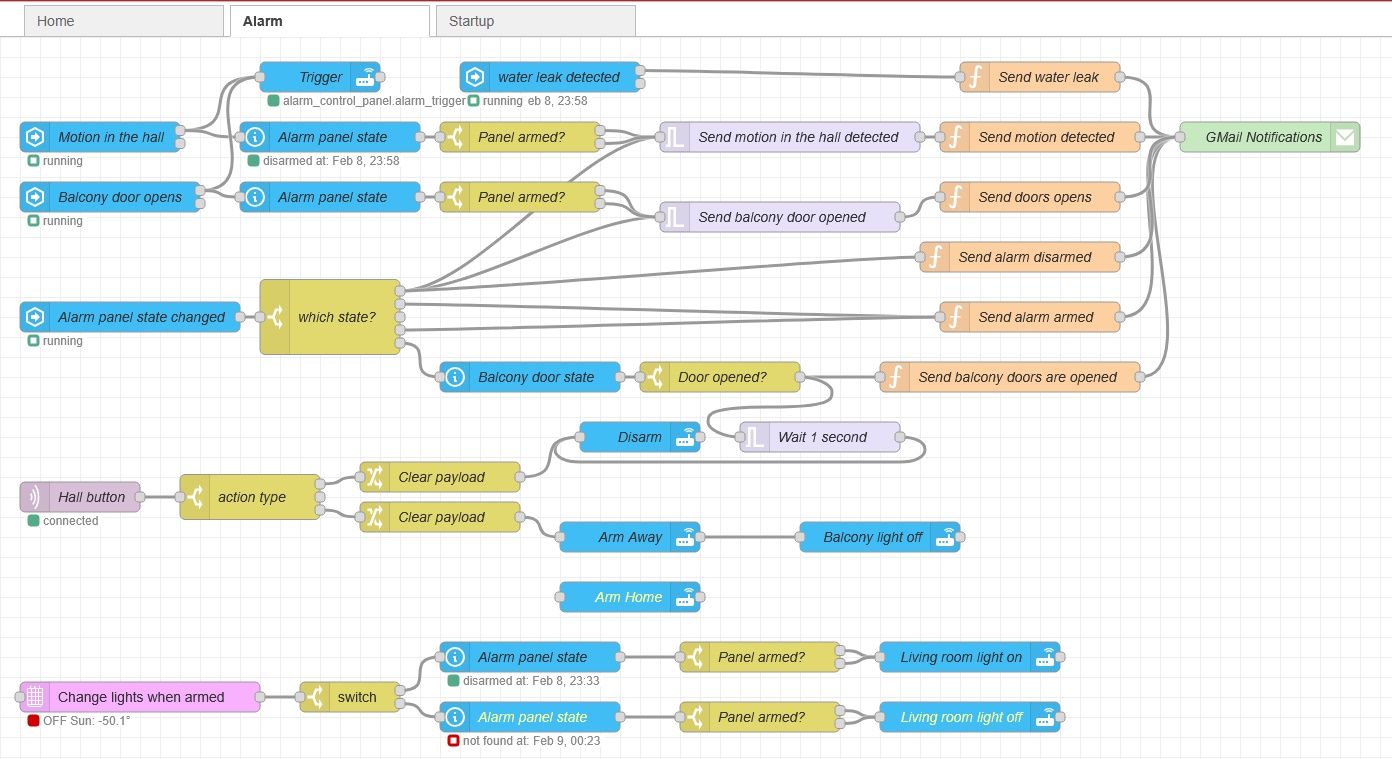 Home
Alarm
Startup
Trigger
water leak detected
Send water leak
alarm_control_panel.alarm_trigger
running eb 8, 23:58
Motion in the hall
Alarm panel state
Panel armed?
Send motion in the hall detected
Send motion detected
GMail Notifications
running
disarmed at: Feb 8, 23:58
Balcony door opens
Alarm panel state
Panel armed?
Send balcony door opened
Send doors opens
running
Send alarm disarmed
Alarm panel state changed
which state?
Send alarm armed
running
Balcony door state
Door opened?
Send balcony doors are opened
Disarm
Wait 1 second
Hall button
action type
Clear payload
connected
Clear payload
Arm Away
Balcony light off
Arm Home
Alarm panel state
Panel armed?
Living room light on
disarmed at: Feb 8, 23:33
Change lights when armed
switch
OFF Sun: -50.1°
Alarm panel state
Panel armed?
Living room light off
not found at: Feb 9, 00:23